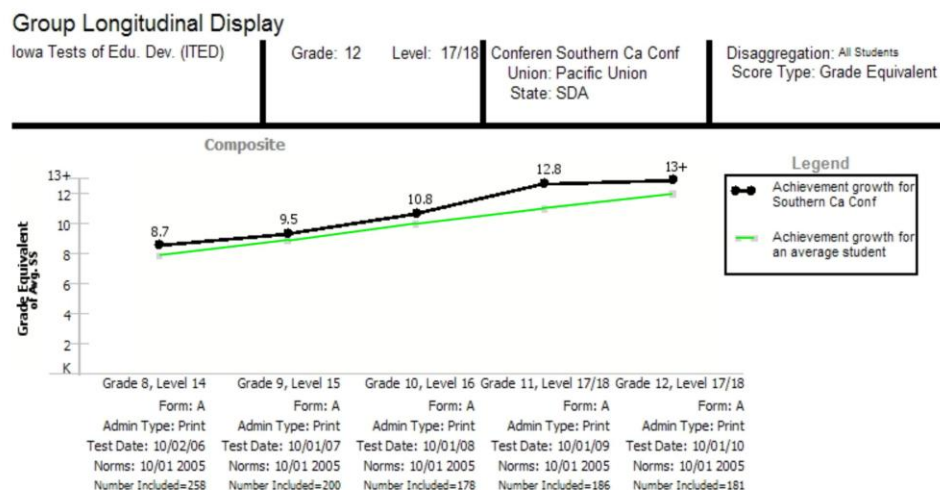 Group Longitudinal Display
Iowa Tests of Edu. Dev. (ITED)
Grade: 12 Level: 17/18
Conferen Southern Ca Conf
Union: Pacific Union
State: SDA
Disaggregation: All Students
Score Type: Grade Equivalent
Composite
Grade Equivalent
of Avg. SS
13+
12
10
8
6
4
2
K
8.7
9.5
10.8
12.8
13+
Legend
Achievement growth for
Southern Ca Conf
Achievement growth for
an average student
Grade 8, Level 14 Grade 9, Level 15 Grade 10, Level 16 Grade 11, Level 17/18 Grade 12, Level 17/18
Form: A Form: A Form: A Form: A Form: A
Admin Type: Print Admin Type: Print Admin Type: Print Admin Type: Print Admin Type: Print
Test Date: 10/02/06 Test Date: 10/01/07 Test Date: 10/01/08 Test Date: 10/01/09 Test Date: 10/01/10
Norms: 10/01 2005 Norms: 10/01 2005 Norms: 10/01 2005 Norms: 10/01 2005 Norms: 10/01 2005
Number Included=258 Number Included=200 Number Included=178 Number Included=186 Number Included=181